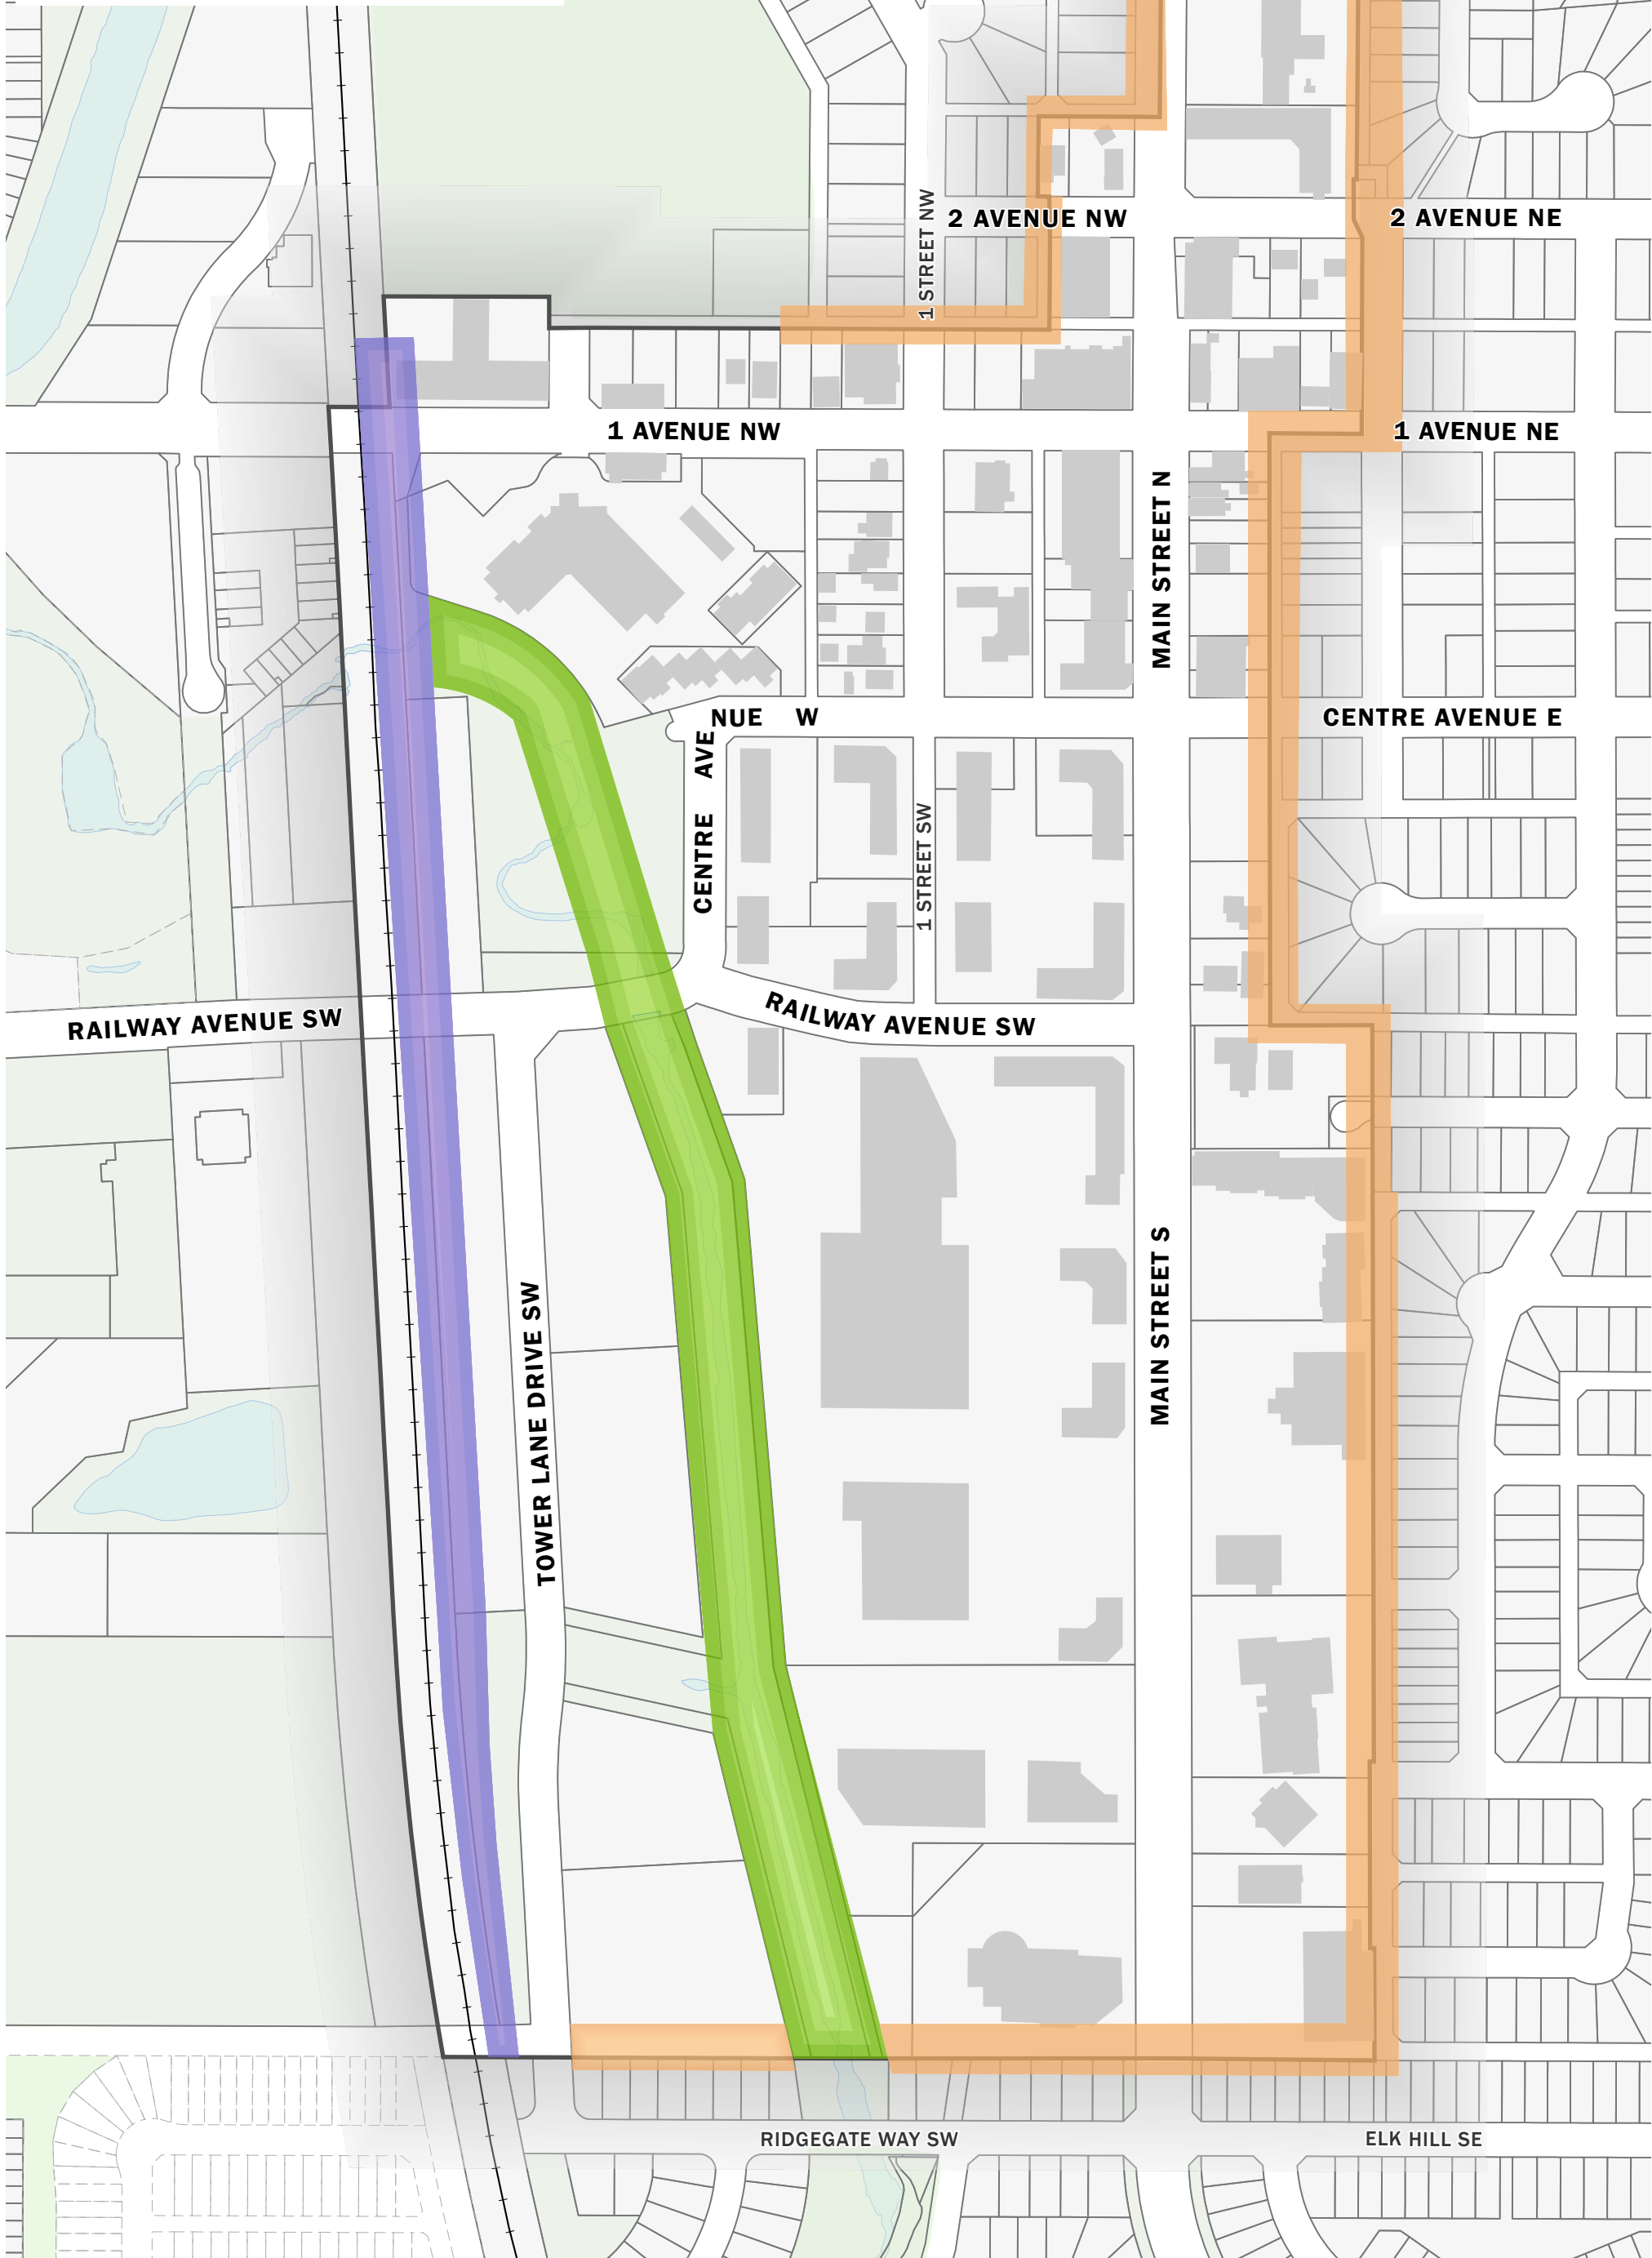 1 STREET NW
2 AVENUE NW
2 AVENUE NE
1 AVENUE NW
1 AVENUE NE
MAIN STREET N
CENTRE AVENUE W
CENTRE AVENUE E
1 STREET SW
RAILWAY AVENUE SW
RAILWAY AVENUE SW
TOWER LANE DRIVE SW
MAIN STREET S
RIDGEGATE WAY SW
ELK HILL SE